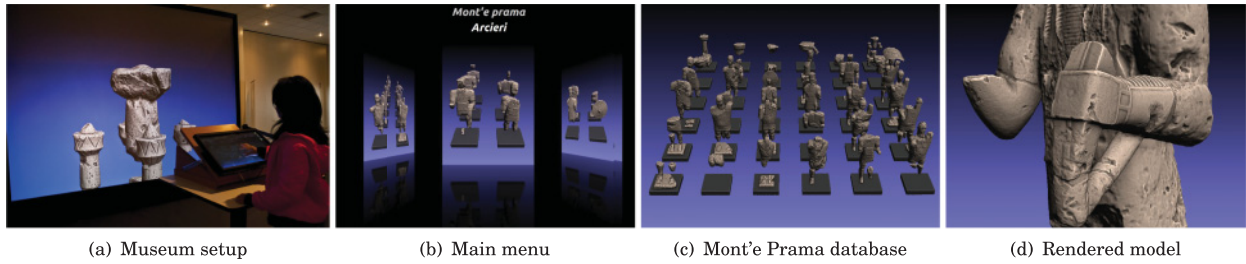 Mont'e prama
Arcieri
(a) Museum setup
(b) Main menu
(c) Mont'e Prama database
(d) Rendered model